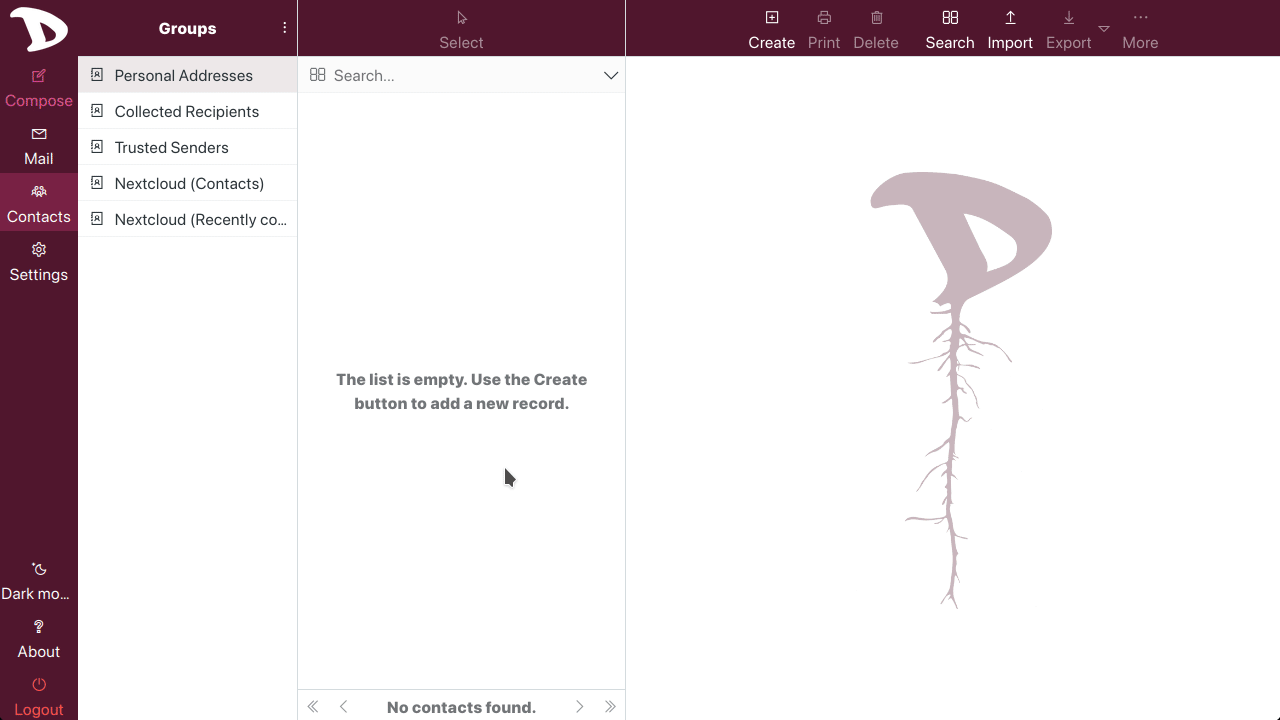 Groups
Select
Create
Print
Delete
Search
Import
Export
More
Compose
Mail
Contacts
Settings
Dark mo...
About
Logout
Personal Addresses
Collected Recipients
Trusted Senders
Nextcloud (Contacts)
Nextcloud (Recently co...
Search...
The list is empty. Use the Create
button to add a new record.
No contacts found.